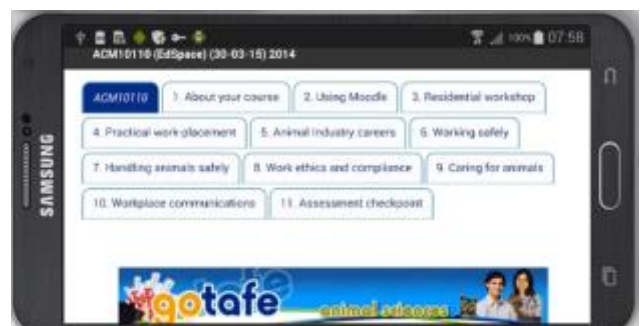 100% 07:58
ACM10110 (EdSpace) (30-03-15) 2014
ACM10110 1. About your course 2. Using Moodle 3. Residential workshop
4. Practical work placement 5. Animal Industry careers 6. Working safely
7. Handling animals safely 8. Work ethics and compliance 9. Caring for animals
10. Workplace communications 11. Assessment checkpoint
gotafe animal sciences
SAMSUNG